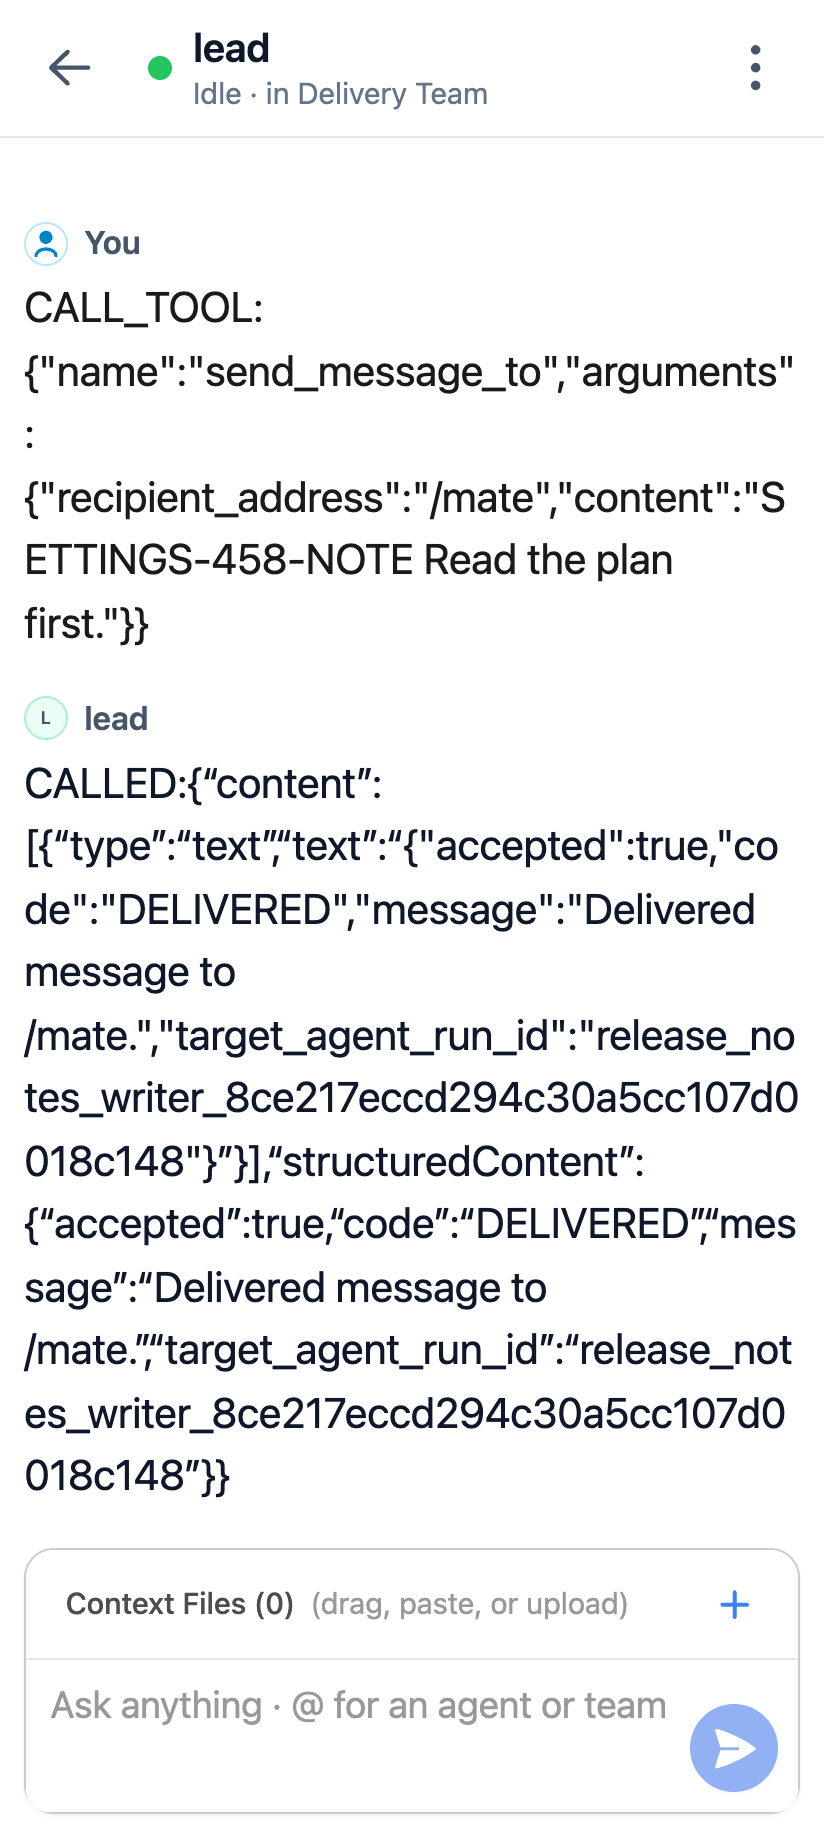 lead
Idle · in Delivery Team
You
CALL_TOOL:
{"name":"send_message_to","arguments"
:
{"recipient_address":"/mate","content":"S
ETTINGS-458-NOTE Read the plan
first."}}
L
lead
CALLED:{“content”:
[{“type”:“text”,“text”:“{"accepted":true,"co
de":"DELIVERED","message":"Delivered
message to
/mate.","target_agent_run_id":"release_no
tes_writer_8ce217eccd294c30a5cc107d0
018c148"}”}],“structuredContent”:
{“accepted”:true,“code”:“DELIVERED”,“mes
sage”:“Delivered message to
/mate.”,“target_agent_run_id”:“release_not
es_writer_8ce217eccd294c30a5cc107d0
018c148”}}
Context Files (0) (drag, paste, or upload)
Ask anything · @ for an agent or team